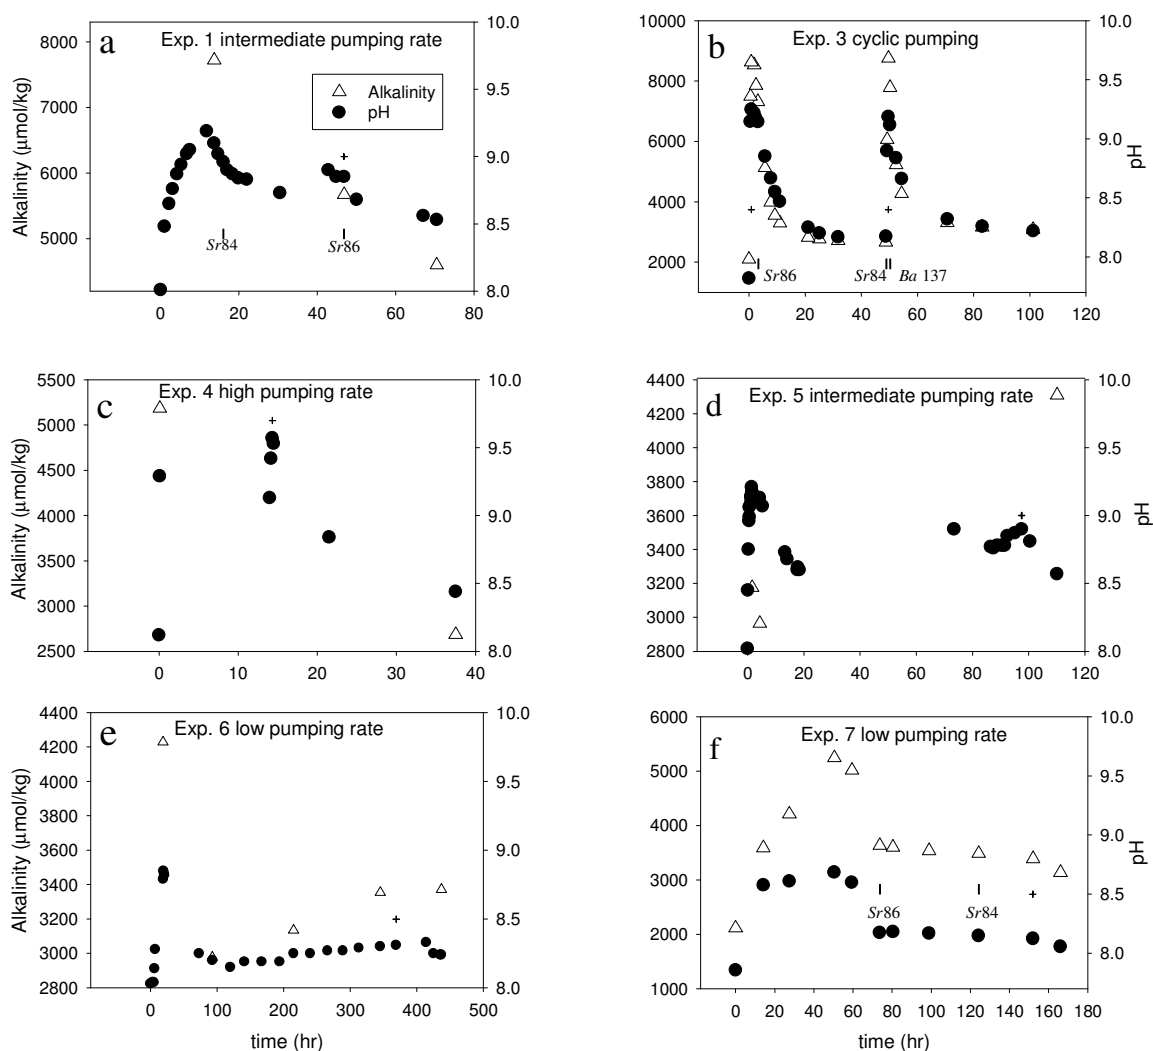 a
Exp. 1 intermediate pumping rate
8000
7000
6000
5000
Alkalinity (μmol/kg)
10.0
9.5
9.0
8.5
8.0
Alkalinity
pH
Sr84
Sr86
0 20 40 60 80
b
Exp. 3 cyclic pumping
10000
8000
6000
4000
2000
10.0
9.5
9.0
8.5
8.0
pH
Sr86
Sr84
Ba 137
0 20 40 60 80 100 120
c
Exp. 4 high pumping rate
5500
5000
4500
4000
3500
3000
2500
Alkalinity (μmol/kg)
10.0
9.5
9.0
8.5
8.0
0 10 20 30 40
d
Exp. 5 intermediate pumping rate
4400
4200
4000
3800
3600
3400
3200
3000
2800
10.0
9.5
9.0
8.5
8.0
pH
0 20 40 60 80 100 120
e
Exp. 6 low pumping rate
4400
4200
4000
3800
3600
3400
3200
3000
2800
Alkalinity (μmol/kg)
10.0
9.5
9.0
8.5
8.0
0 100 200 300 400 500
time (hr)
f
Exp. 7 low pumping rate
6000
5000
4000
3000
2000
1000
10.0
9.5
9.0
8.5
8.0
pH
Sr86
Sr84
0 20 40 60 80 100 120 140 160 180
time (hr)